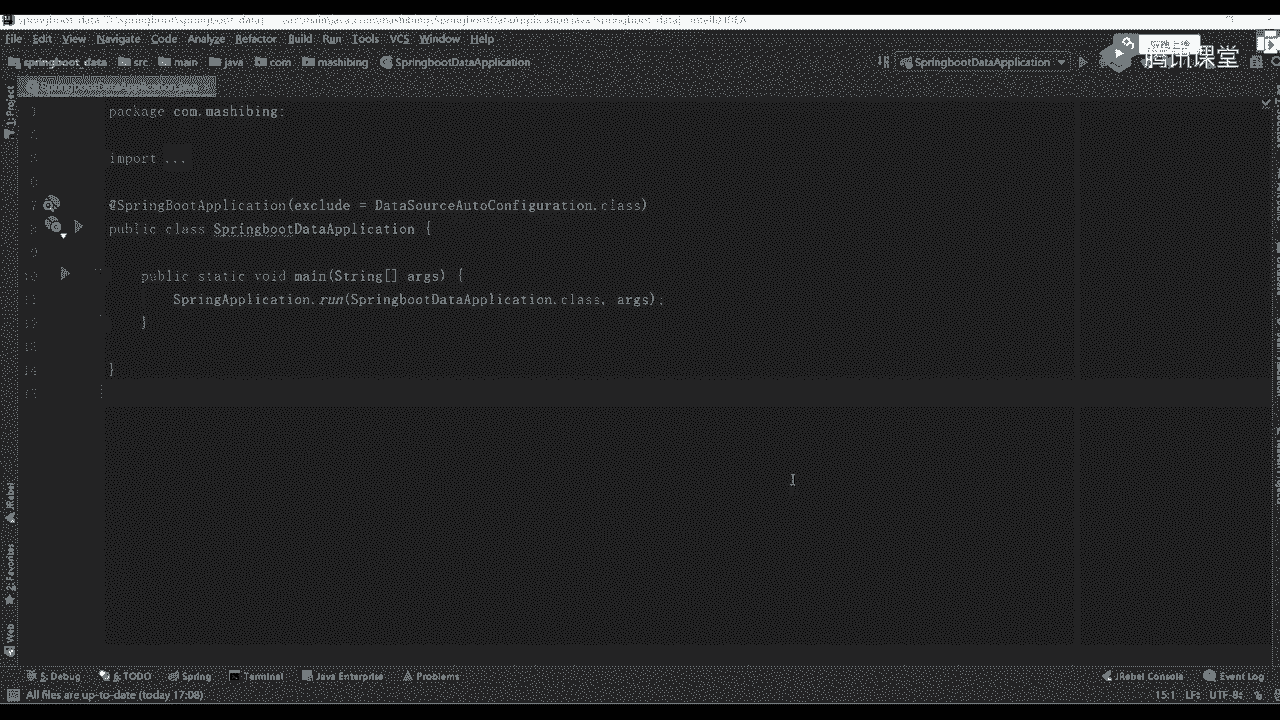 File Edit View Navigate Code Analyze Refactor Build Run Tools VCS Window Help
springboot_data src main java com mashibing SpringbootDataApplication SpringbootDataApplication
腾讯课堂
SpringbootDataApplication.java
1: Project
package com.mashibing;
import ...
@SpringBootApplication(exclude = DataSourceAutoConfiguration.class)
public class SpringbootDataApplication {
public static void main(String[] args) {
SpringApplication.run(SpringbootDataApplication.class, args);
}
}
JRebel
2: Favorites
Web
5: Debug 6: TODO Spring Terminal Java Enterprise Problems JRebel Console Event Log
All files are up-to-date (today 17:08) 15:1 LF: UTF-8: